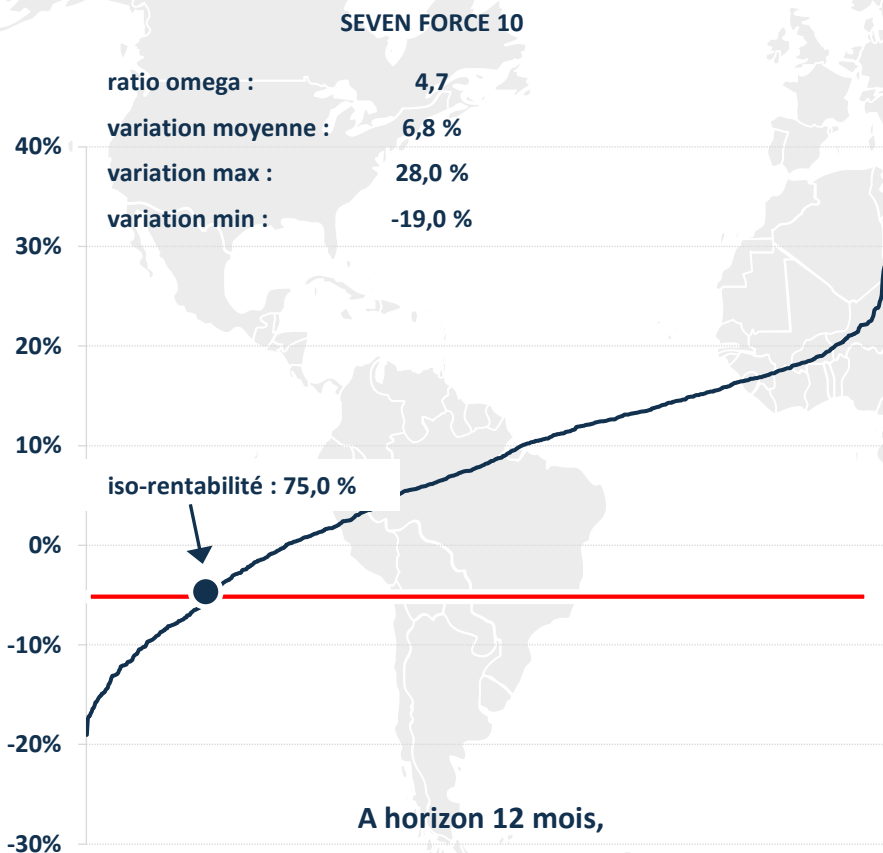 SEVEN FORCE 10
ratio omega : 4,7
variation moyenne : 6,8 %
40%
variation max : 28,0 %
variation min : -19,0 %
30%
20%
10%
iso-rentabilité : 75,0 %
0%
-10%
-20%
A horizon 12 mois,
-30%